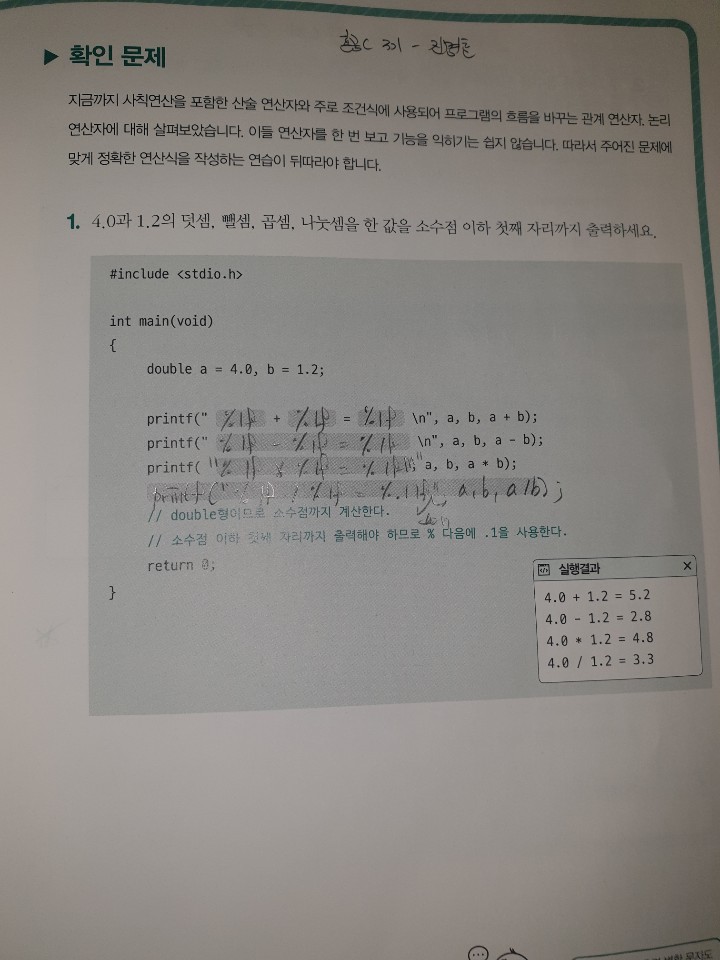 혼공C 3기 - 진명훈
▶ 확인 문제
지금까지 사칙연산을 포함한 산술 연산자와 주로 조건식에 사용되어 프로그램의 흐름을 바꾸는 관계 연산자, 논리
연산자에 대해 살펴보았습니다. 이들 연산자를 한 번 보고 기능을 익히기는 쉽지 않습니다. 따라서 주어진 문제에
맞게 정확한 연산식을 작성하는 연습이 뒤따라야 합니다.
1. 4.0과 1.2의 덧셈, 뺄셈, 곱셈, 나눗셈을 한 값을 소수점 이하 첫째 자리까지 출력하세요.
#include <stdio.h>
int main(void)
{
double a = 4.0, b = 1.2;
printf(" %.1lf + %.1lf = %.1lf \n", a, b, a + b);
printf(" %.1lf - %.1lf = %.1lf \n", a, b, a - b);
printf( "%.1lf * %.1lf = %.1lf", a, b, a * b);
printf("%.1lf / %.1lf = %.1lf", a, b, a/b);
// double형이므로 소수점까지 계산한다.
// 소수점 이하 첫째 자리까지 출력해야 하므로 % 다음에 .1을 사용한다.
return 0;
}
실행결과 ×
4.0 + 1.2 = 5.2
4.0 - 1.2 = 2.8
4.0 * 1.2 = 4.8
4.0 / 1.2 = 3.3